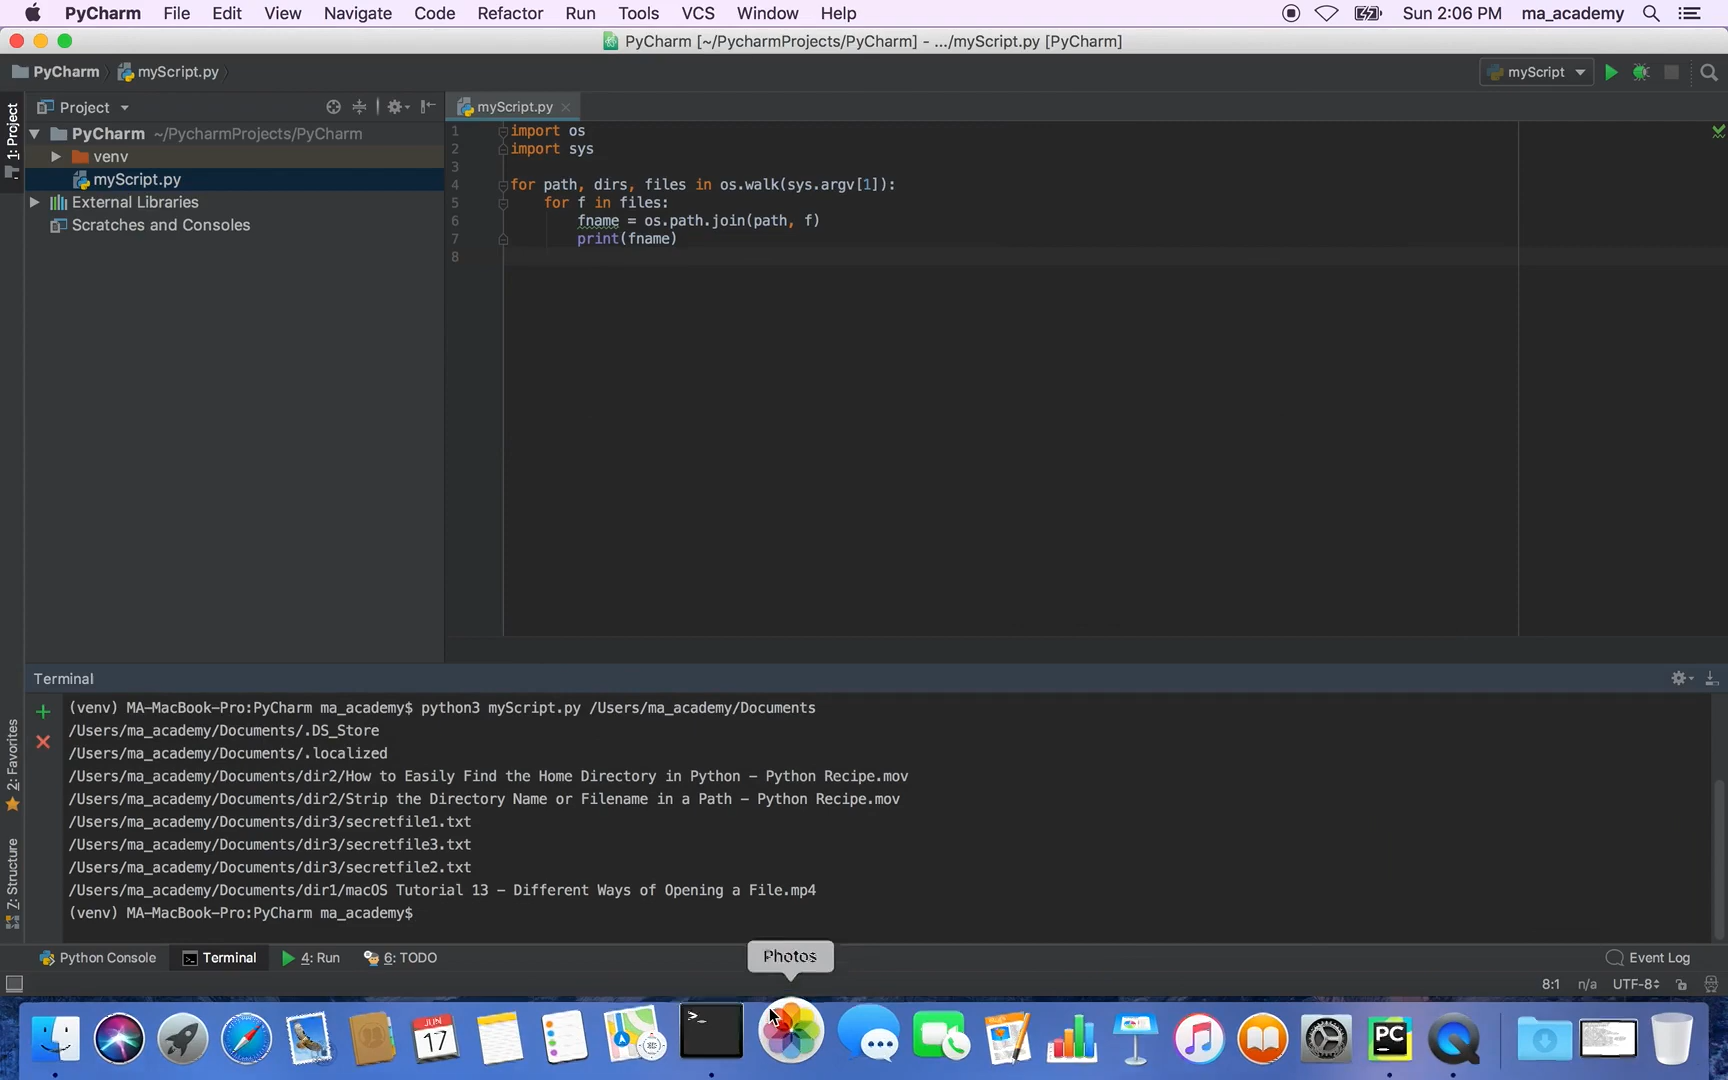 PyCharm File Edit View Navigate Code Refactor Run Tools VCS Window Help Sun 2:06 PM ma_academy
PyCharm [~/PycharmProjects/PyCharm] - .../myScript.py [PyCharm]
PyCharm myScript.py myScript
Project myScript.py
PyCharm ~/PycharmProjects/PyCharm
venv
myScript.py
External Libraries
Scratches and Consoles
1: Project
2: Favorites
7: Structure
1 import os
2 import sys
3
4 for path, dirs, files in os.walk(sys.argv[1]):
5 for f in files:
6 fname = os.path.join(path, f)
7 print(fname)
8
Terminal
(venv) MA-MacBook-Pro:PyCharm ma_academy$ python3 myScript.py /Users/ma_academy/Documents
/Users/ma_academy/Documents/.DS_Store
/Users/ma_academy/Documents/.localized
/Users/ma_academy/Documents/dir2/How to Easily Find the Home Directory in Python - Python Recipe.mov
/Users/ma_academy/Documents/dir2/Strip the Directory Name or Filename in a Path - Python Recipe.mov
/Users/ma_academy/Documents/dir3/secretfile1.txt
/Users/ma_academy/Documents/dir3/secretfile3.txt
/Users/ma_academy/Documents/dir3/secretfile2.txt
/Users/ma_academy/Documents/dir1/macOS Tutorial 13 - Different Ways of Opening a File.mp4
(venv) MA-MacBook-Pro:PyCharm ma_academy$
Python Console Terminal 4: Run 6: TODO Event Log
Photos
8:1 n/a UTF-8
JUN
17
>_
PC